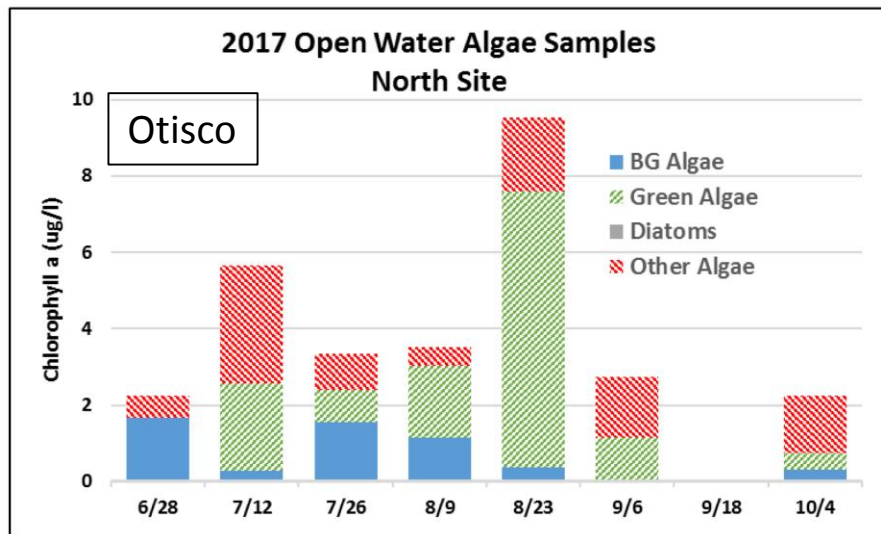 2017 Open Water Algae Samples
North Site
Otisco
Chlorophyll a (ug/l)
10
8
6
4
2
0
BG Algae
Green Algae
Diatoms
Other Algae
6/28 7/12 7/26 8/9 8/23 9/6 9/18 10/4